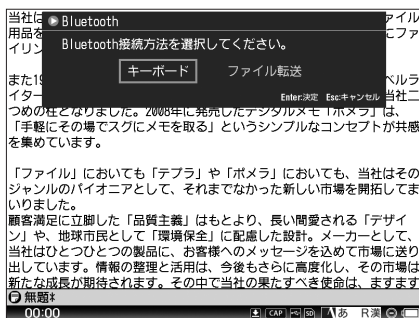 当社に
▶ Bluetooth
ァイル
用品を
にファ
イリン
Bluetooth接続方法を選択してください。
キーボード　ファイル転送
また19
ベルラ
イター
Enter:決定 Esc:キャンセル
当社二
つめの柱となりました。2008年に発売したデジタルメモ「ポメラ」は、
「手軽にその場でスグにメモを取る」というシンプルなコンセプトが共感
を集めています。
「ファイル」においても「テプラ」や「ポメラ」においても、当社はその
ジャンルのパイオニアとして、それまでなかった新しい市場を開拓してま
いりました。
顧客満足に立脚した「品質主義」はもとより、長い間愛される「デザイ
ン」や、地球市民として「環境保全」に配慮した設計。メーカーとして、
当社はひとつひとつの製品に、お客様へのメッセージを込めて市場に送り
出しています。情報の整理と活用は、今後もさらに高度化し、その市場は
新たな成長が期待されます。その中で当社の果たすべき使命は、ますます
無題*
00:00 CAP SD あ R漢